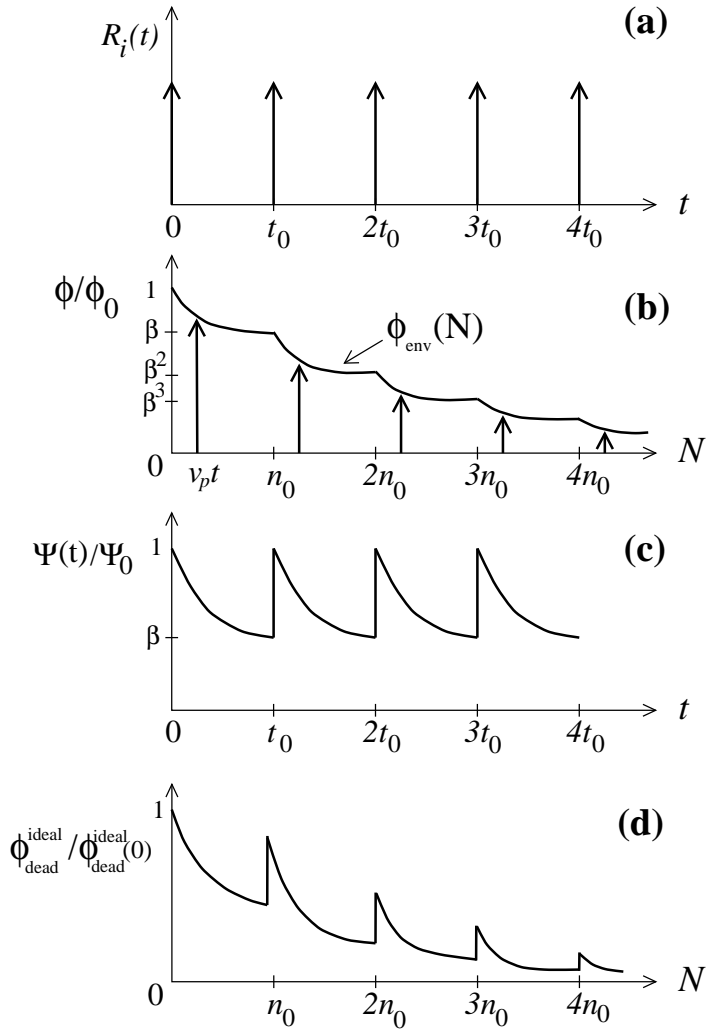 (a)
R_i(t)
0 t_0 2t_0 3t_0 4t_0 t
(b)
ϕ/ϕ_0
1
β
β^2
β^3
ϕ_env(N)
0 v_p t n_0 2n_0 3n_0 4n_0 N
(c)
Ψ(t)/Ψ_0
1
β
0 t_0 2t_0 3t_0 4t_0 t
(d)
1
ϕ_dead^ideal/ϕ_dead^ideal(0)
0 n_0 2n_0 3n_0 4n_0 N